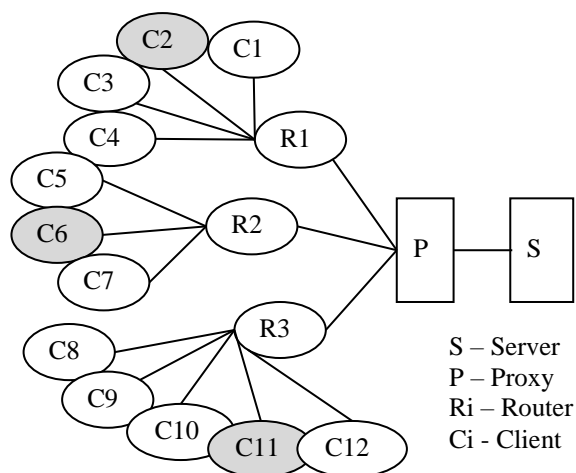 C2
C1
C3
C4
R1
C5
C6
R2
C7
P
S
R3
C8
C9
C10
C11
C12
S – Server
P – Proxy
Ri – Router
Ci - Client